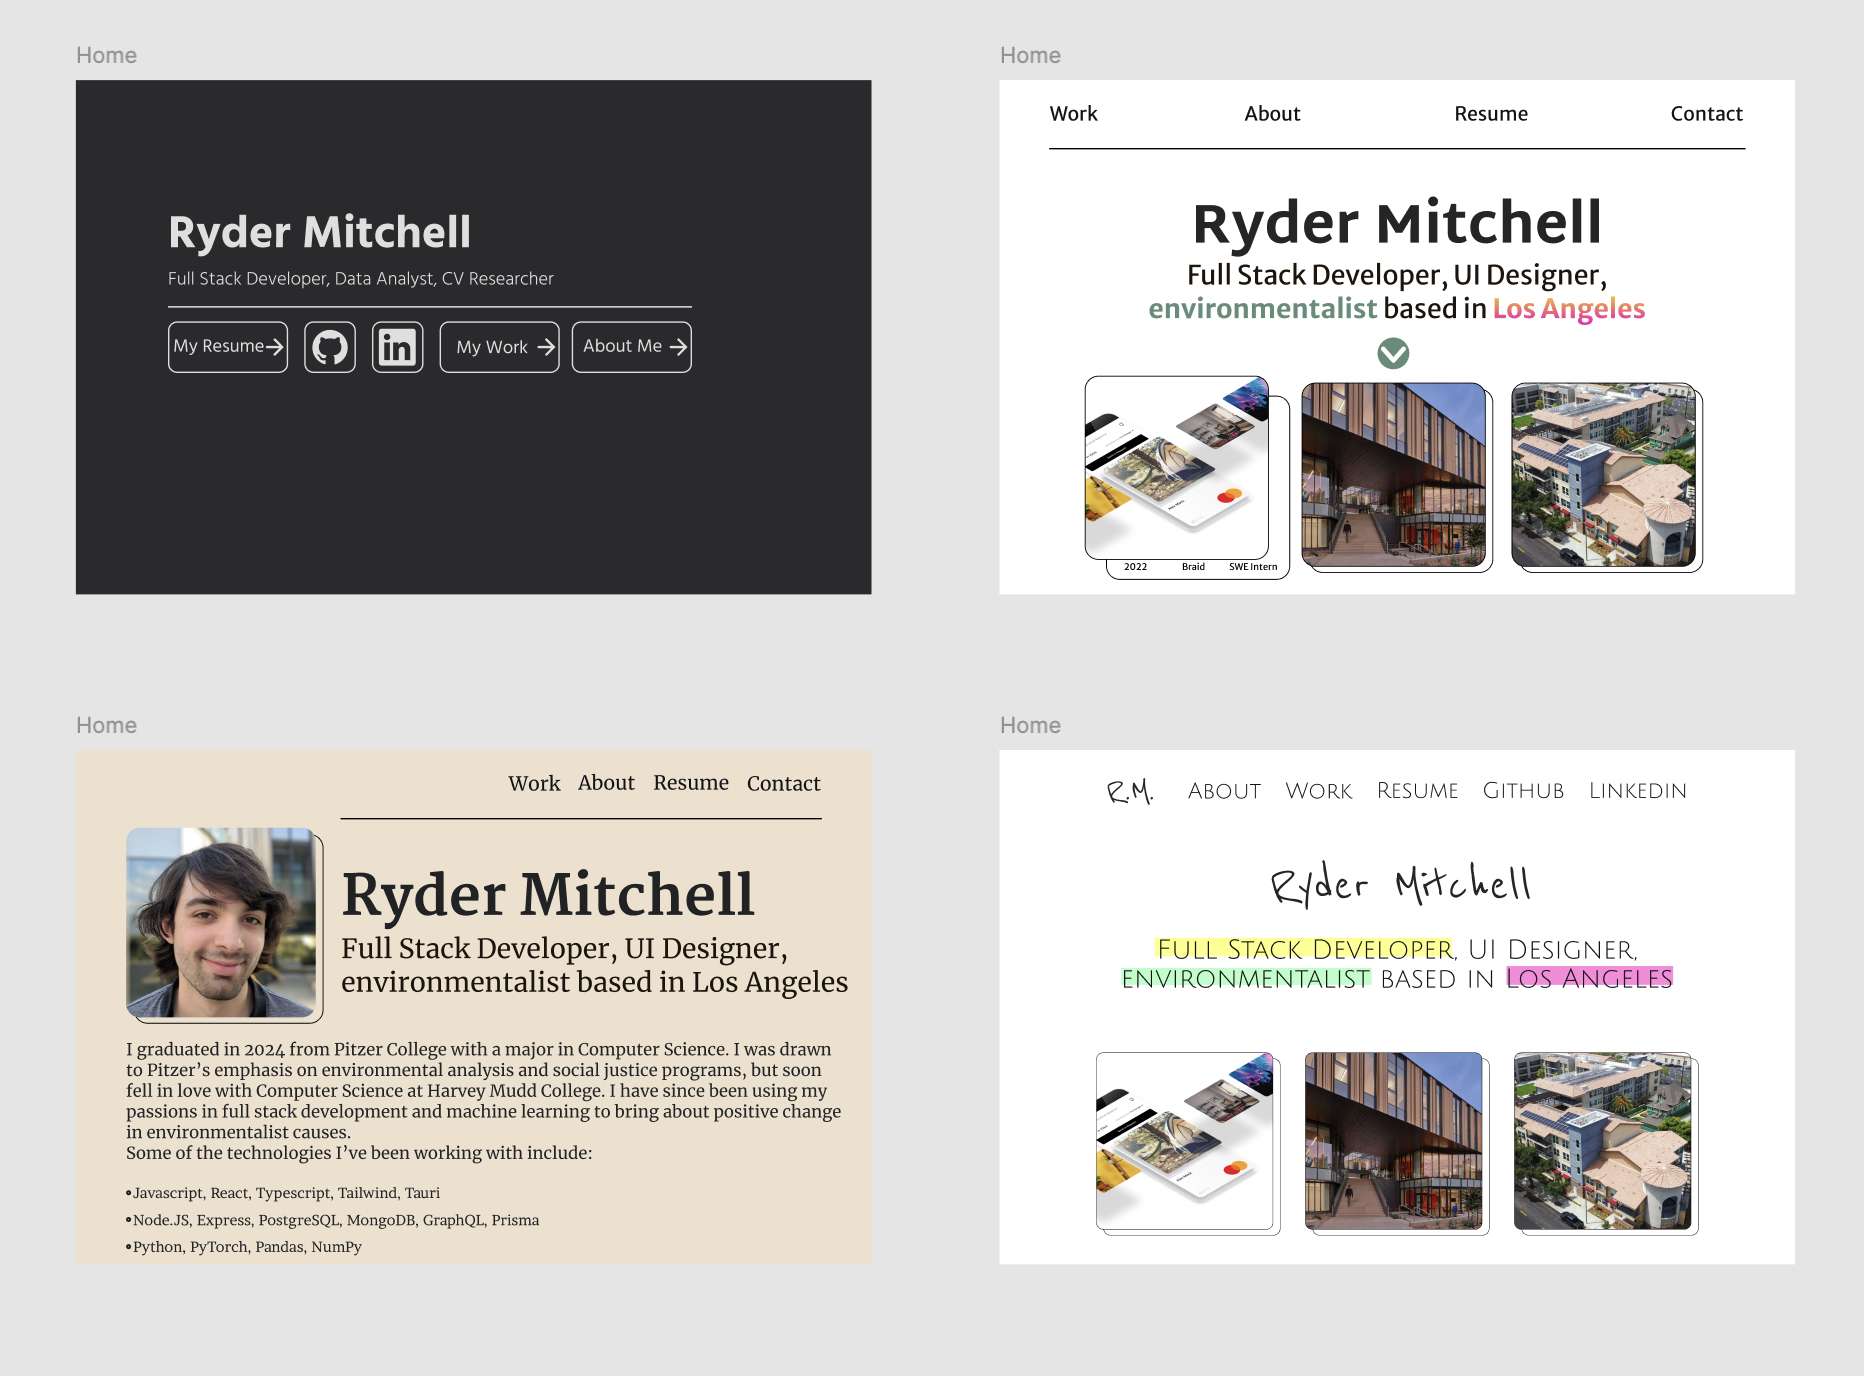 Home
Ryder Mitchell
Full Stack Developer, Data Analyst, CV Researcher
My Resume
in
My Work
About Me
Home
Work About Resume Contact
Ryder Mitchell
Full Stack Developer, UI Designer,
environmentalist based in Los Angeles
2022 Braid SWE Intern
Home
Work About Resume Contact
Ryder Mitchell
Full Stack Developer, UI Designer,
environmentalist based in Los Angeles
I graduated in 2024 from Pitzer College with a major in Computer Science. I was drawn
to Pitzer’s emphasis on environmental analysis and social justice programs, but soon
fell in love with Computer Science at Harvey Mudd College. I have since been using my
passions in full stack development and machine learning to bring about positive change
in environmentalist causes.
Some of the technologies I’ve been working with include:
•Javascript, React, Typescript, Tailwind, Tauri
•Node.JS, Express, PostgreSQL, MongoDB, GraphQL, Prisma
•Python, PyTorch, Pandas, NumPy
Home
R.M. About Work Resume Github Linkedin
Ryder Mitchell
Full Stack Developer, UI Designer,
environmentalist based in Los Angeles